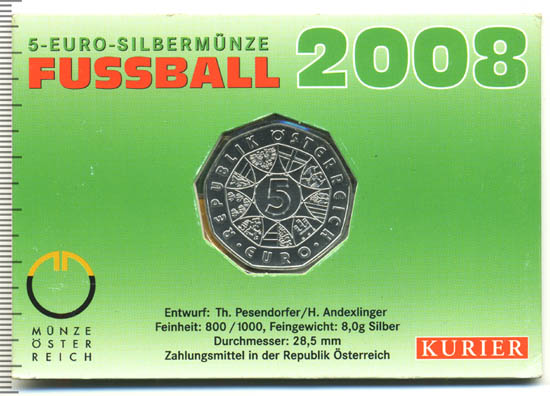 5-EURO-SILBERMÜNZE
FUSSBALL 2008
REPUBLIK ÖSTERREICH
5
· EURO ·
Entwurf: Th. Pesendorfer/H. Andexlinger
Feinheit: 800/1000, Feingewicht: 8,0g Silber
Durchmesser: 28,5 mm
Zahlungsmittel in der Republik Österreich
MÜNZE
ÖSTER
REICH
KURIER